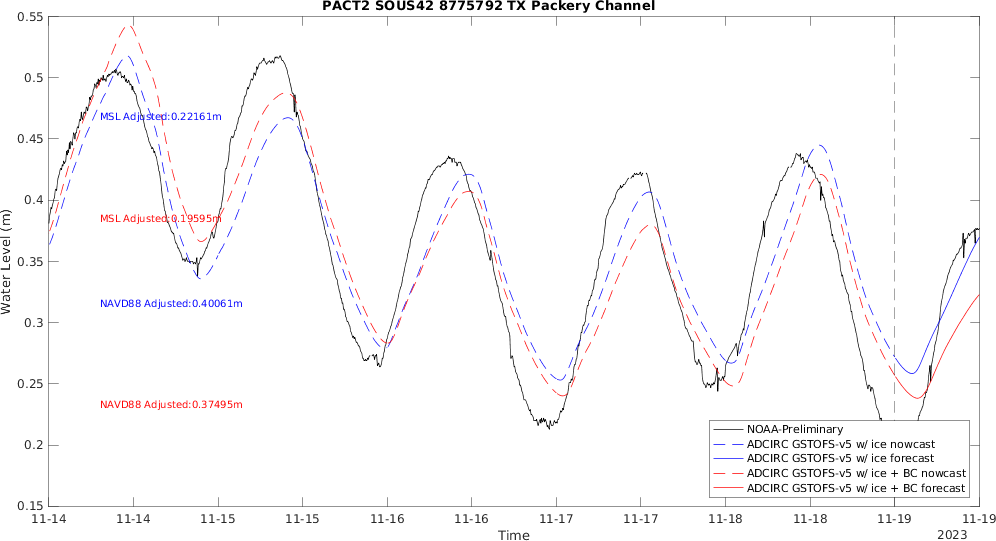 PACT2 SOUS42 8775792 TX Packery Channel
0.55
0.5
0.45
0.4
0.35
0.3
0.25
0.2
0.15
Water Level (m)
MSL Adjusted:0.22161m
MSL Adjusted:0.19595m
NAVD88 Adjusted:0.40061m
NAVD88 Adjusted:0.37495m
NOAA-Preliminary
ADCIRC GSTOFS-v5 w/ ice nowcast
ADCIRC GSTOFS-v5 w/ ice forecast
ADCIRC GSTOFS-v5 w/ ice + BC nowcast
ADCIRC GSTOFS-v5 w/ ice + BC forecast
11-14 11-14 11-15 11-15 11-16 11-16 11-17 11-17 11-18 11-18 11-19 11-19
Time
2023